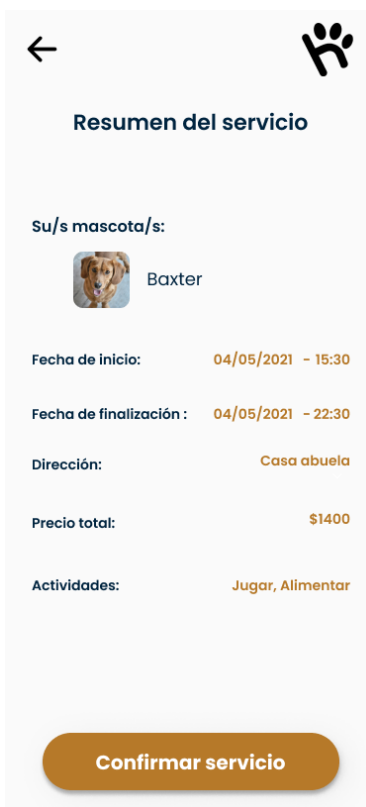 Resumen del servicio
Su/s mascota/s:
Baxter
Fecha de inicio: 04/05/2021 - 15:30
Fecha de finalización : 04/05/2021 - 22:30
Dirección: Casa abuela
Precio total: $1400
Actividades: Jugar, Alimentar
Confirmar servicio